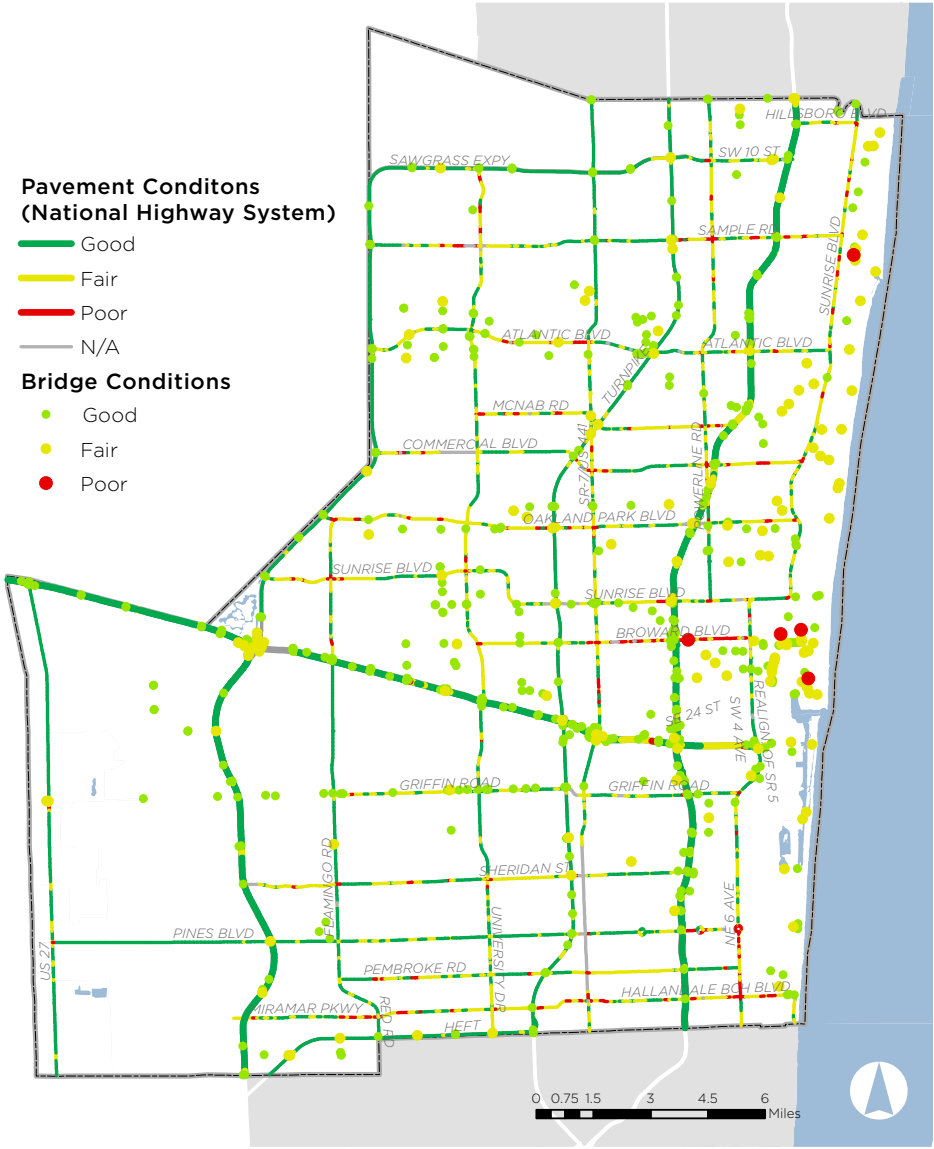 HILLSBORO BLVD
SW 10 ST
SAWGRASS EXPY
Pavement Conditons
(National Highway System)
Good
Fair
Poor
N/A
Bridge Conditions
Good
Fair
Poor
SAMPLE RD
SUNRISE BLVD
ATLANTIC BLVD
ATLANTIC BLVD
TURNPIKE
MCNAB RD
COMMERCIAL BLVD
SR-7/US 441
POWERLINE RD
OAKLAND PARK BLVD
SUNRISE BLVD
SUNRISE BLVD
BROWARD BLVD
SE 24 ST
SW 4 AVE
REALIGN OF SR 5
GRIFFIN ROAD
GRIFFIN ROAD
FLAMINGO RD
SHERIDAN ST
NE 6 AVE
PINES BLVD
US 27
UNIVERSITY DR
PEMBROKE RD
HALLANDALE BCH BLVD
MIRAMAR PKWY
RED RD
HEFT
0 0.75 1.5 3 4.5 6
Miles